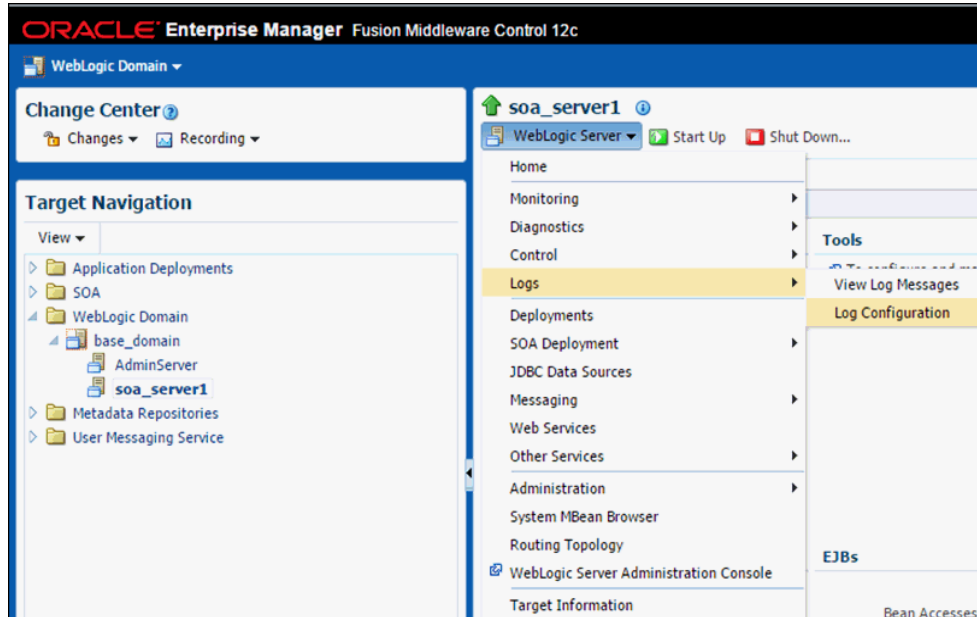 ORACLE Enterprise Manager Fusion Middleware Control 12c
WebLogic Domain
Change Center
Changes Recording
Target Navigation
View
Application Deployments
SOA
WebLogic Domain
base_domain
AdminServer
soa_server1
Metadata Repositories
User Messaging Service
soa_server1
WebLogic Server Start Up Shut Down...
Home
Monitoring
Diagnostics
Control
Logs
Deployments
SOA Deployment
JDBC Data Sources
Messaging
Web Services
Other Services
Administration
System MBean Browser
Routing Topology
WebLogic Server Administration Console
Target Information
View Log Messages
Log Configuration
Tools
EJBs
Bean Accesses